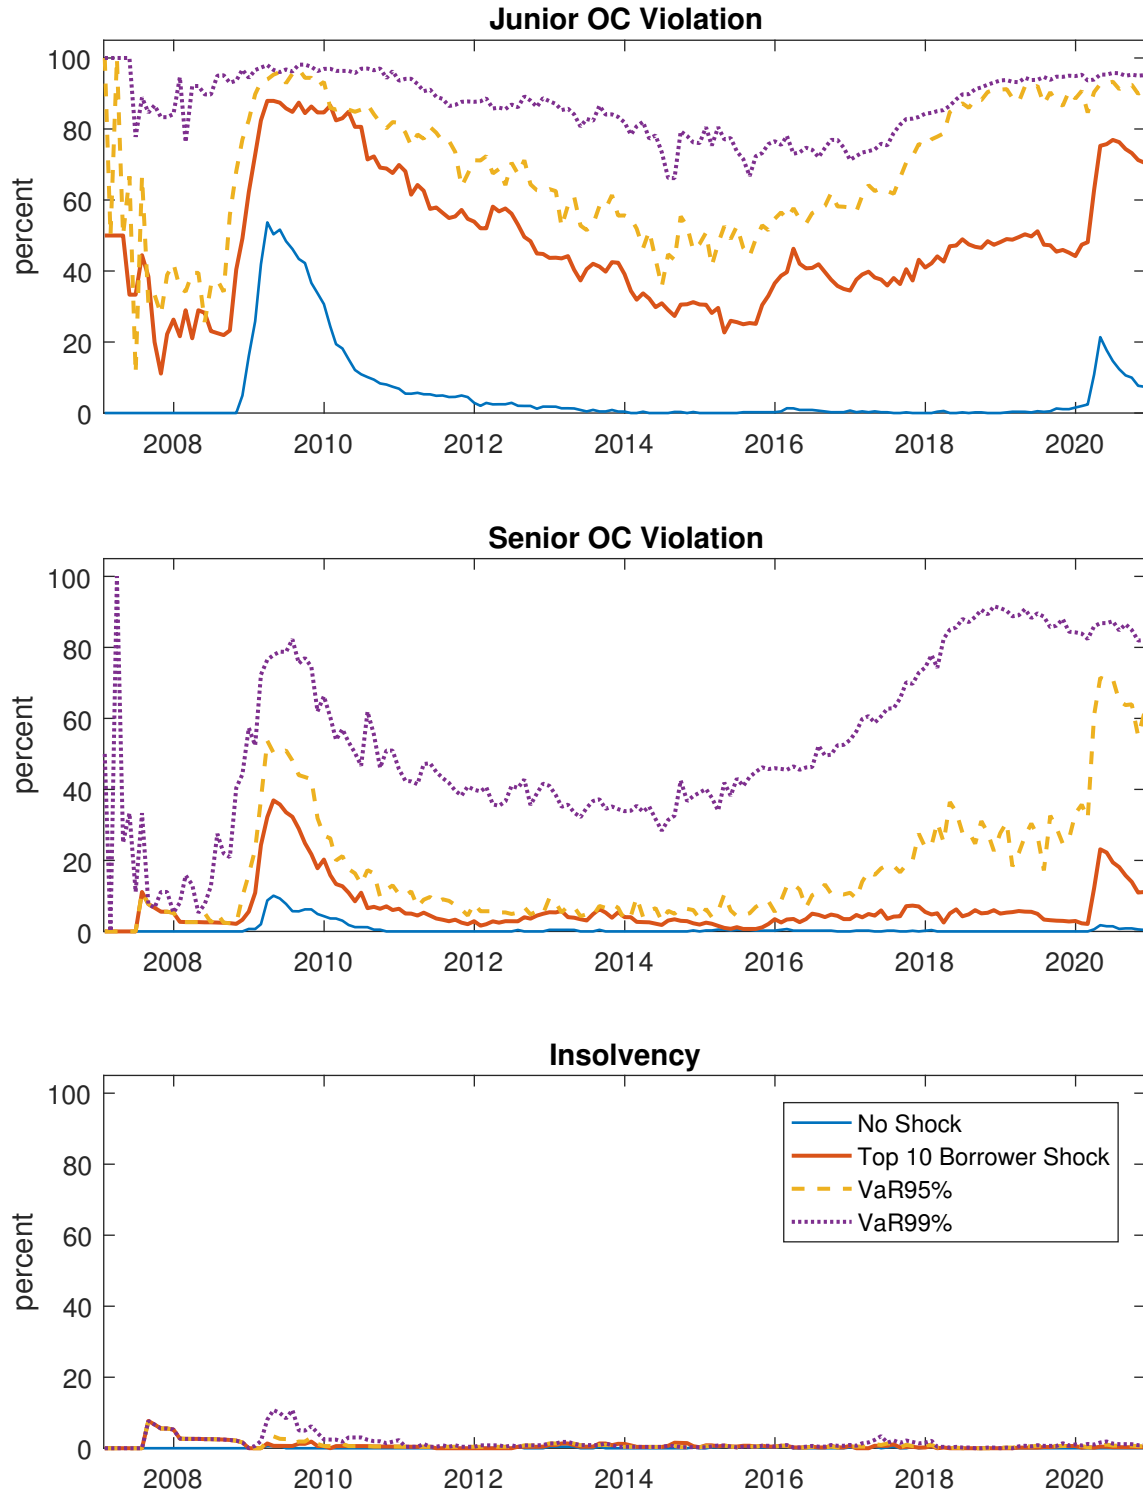 Junior OC Violation
100
80
60
40
20
0
percent
2008 2010 2012 2014 2016 2018 2020
Senior OC Violation
100
80
60
40
20
0
percent
2008 2010 2012 2014 2016 2018 2020
Insolvency
100
80
60
40
20
0
percent
No Shock
Top 10 Borrower Shock
VaR95%
VaR99%
2008 2010 2012 2014 2016 2018 2020